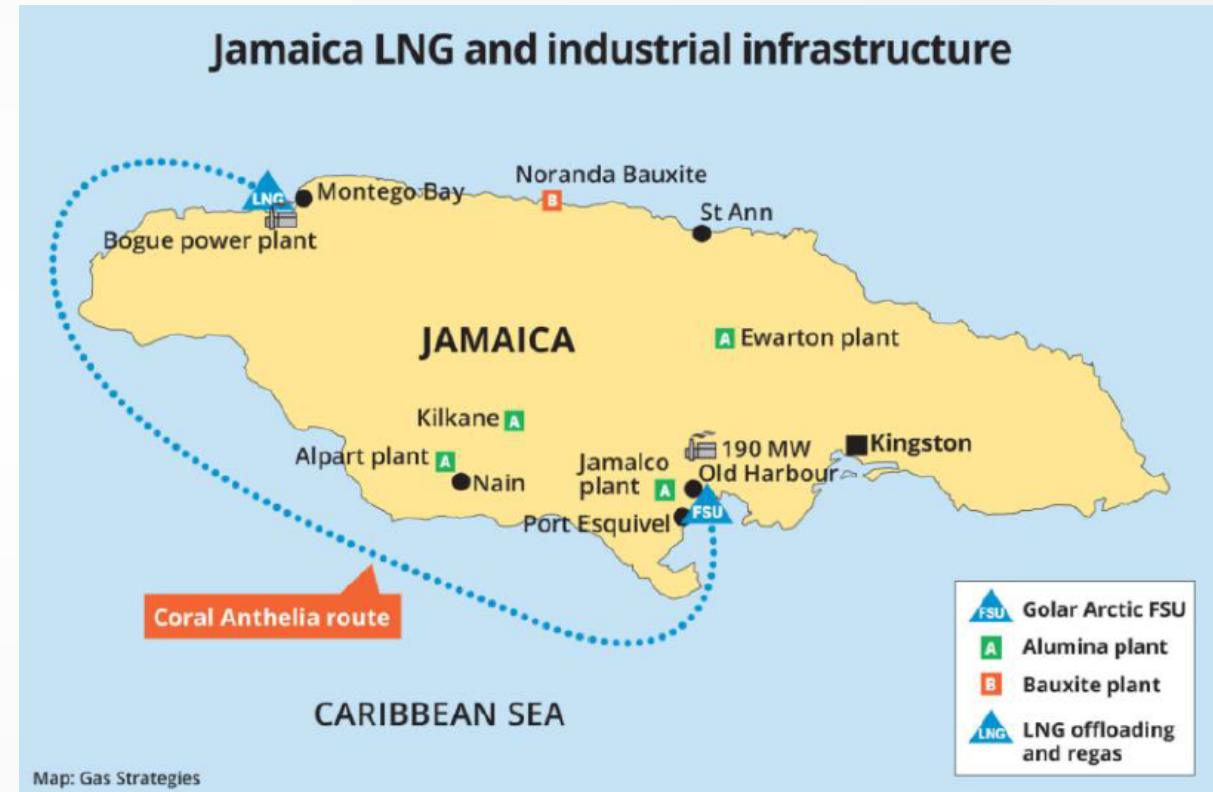 Jamaica LNG and industrial infrastructure
LNG
Montego Bay
Noranda Bauxite
B
St Ann
Bogue power plant
JAMAICA
A Ewarton plant
Kilkane A
Alpart plant A
Nain
190 MW
Kingston
Jamalco
plant A
Old Harbour
Port Esquivel
FSU
Coral Anthelia route
CARIBBEAN SEA
FSU Golar Arctic FSU
A Alumina plant
B Bauxite plant
LNG LNG offloading
and regas
Map: Gas Strategies